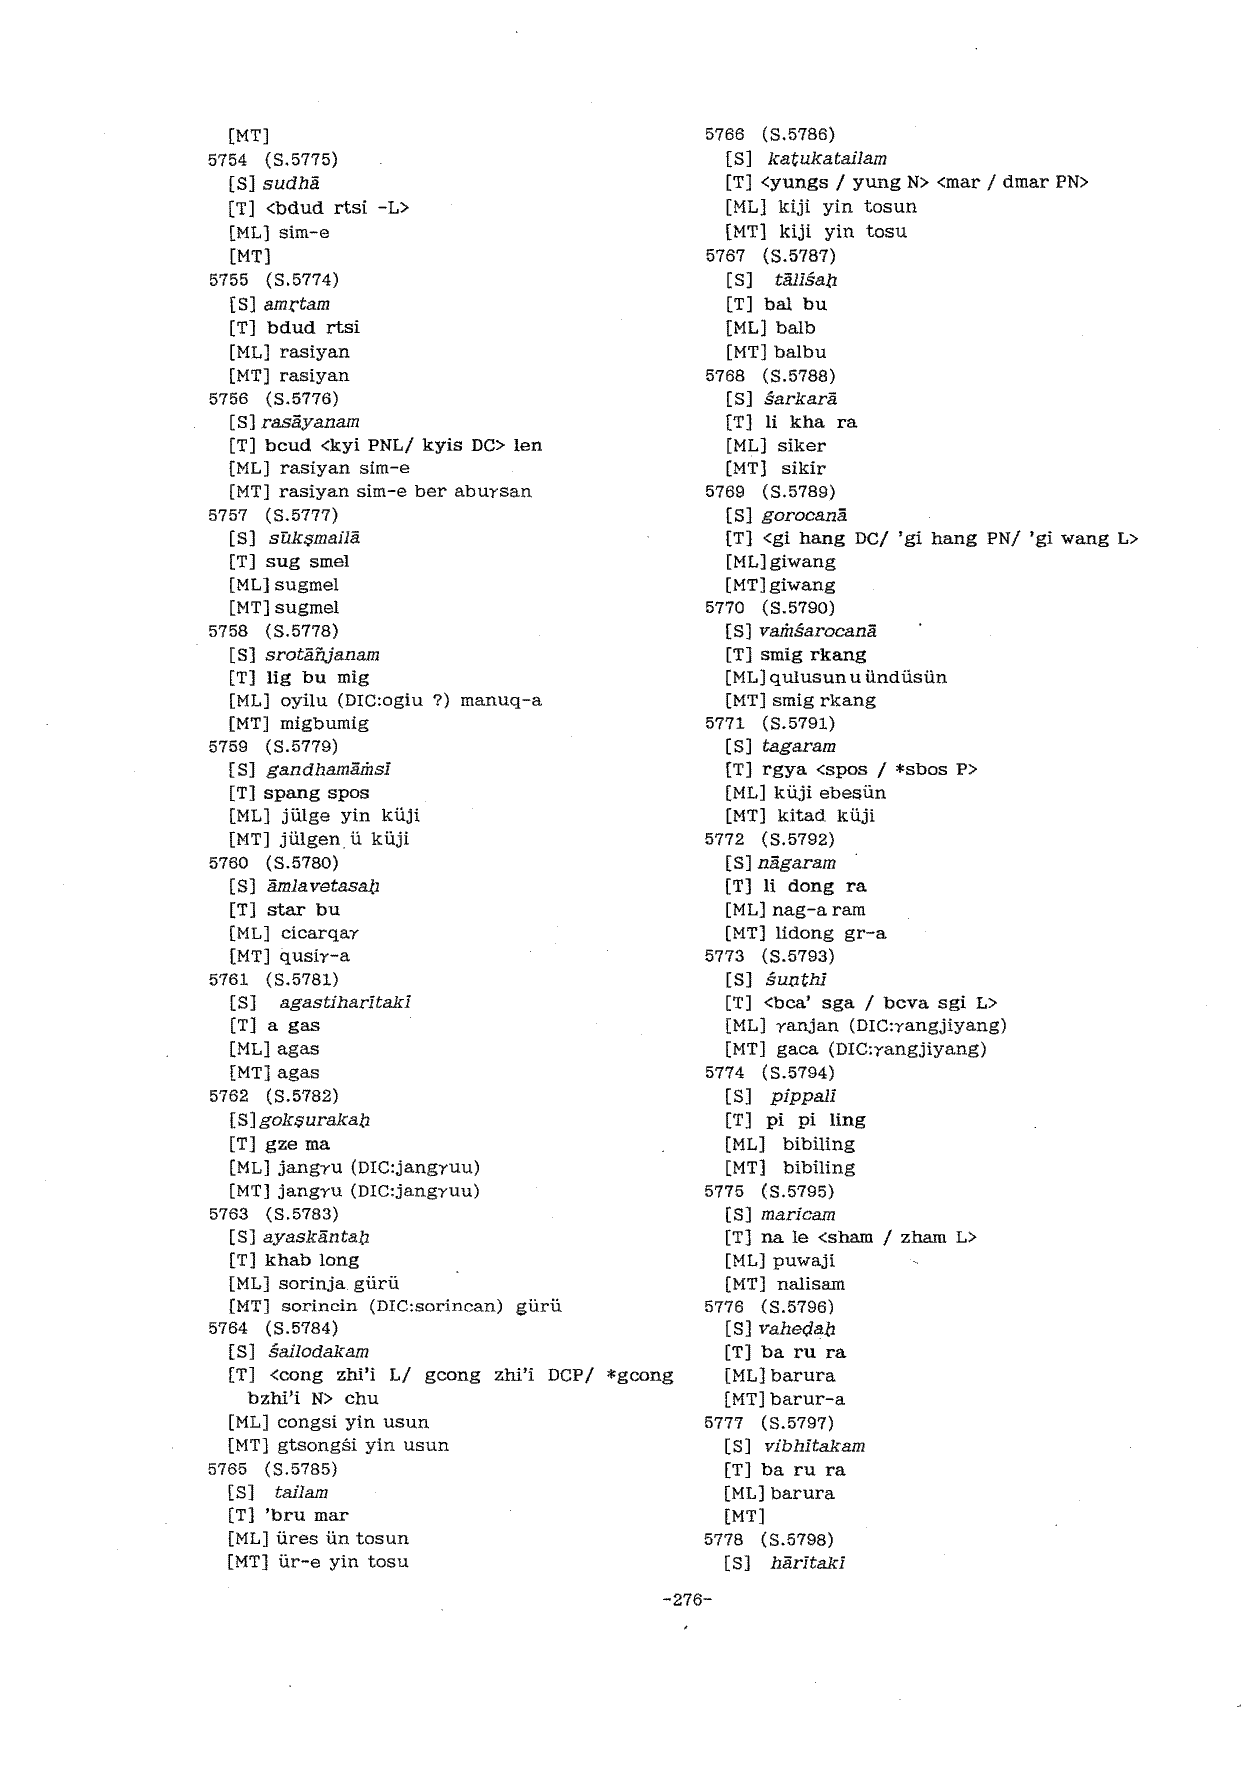 [MT]
5754 (S.5775)
[S] sudhā
[T] <bdud rtsi -L>
[ML] sim-e
[MT]
5755 (S.5774)
[S] amṛtam
[T] bdud rtsi
[ML] rasiyan
[MT] rasiyan
5756 (S.5776)
[S] rasāyanam
[T] bcud <kyi PNL/ kyis DC> len
[ML] rasiyan sim-e
[MT] rasiyan sim-e ber abuγsan
5757 (S.5777)
[S] sūkṣmailā
[T] sug smel
[ML] sugmel
[MT] sugmel
5758 (S.5778)
[S] srotāñjanam
[T] lig bu mig
[ML] oyilu (DIC:ogiu ?) manuq-a
[MT] migbumig
5759 (S.5779)
[S] gandhamāṁsī
[T] spang spos
[ML] jülge yin küji
[MT] jülgen ü küji
5760 (S.5780)
[S] āmlavetasaḥ
[T] star bu
[ML] cicarqaγ
[MT] qusiγ-a
5761 (S.5781)
[S] agastiharītakī
[T] a gas
[ML] agas
[MT] agas
5762 (S.5782)
[S] gokṣurakaḥ
[T] gze ma
[ML] jangγu (DIC:jangγuu)
[MT] jangγu (DIC:jangγuu)
5763 (S.5783)
[S] ayaskāntaḥ
[T] khab long
[ML] sorinja gürü
[MT] sorincin (DIC:sorincan) gürü
5764 (S.5784)
[S] śailodakam
[T] <cong zhi'i L/ gcong zhi'i DCP/ *gcong
bzhi'i N> chu
[ML] congsi yin usun
[MT] gtsongśi yin usun
5765 (S.5785)
[S] tailam
[T] 'bru mar
[ML] üres ün tosun
[MT] ür-e yin tosu
5766 (S.5786)
[S] kaṭukatailam
[T] <yungs / yung N> <mar / dmar PN>
[ML] kiji yin tosun
[MT] kiji yin tosu
5767 (S.5787)
[S] tālīśaḥ
[T] bal bu
[ML] balb
[MT] balbu
5768 (S.5788)
[S] śarkarā
[T] li kha ra
[ML] siker
[MT] sikir
5769 (S.5789)
[S] gorocanā
[T] <gi hang DC/ 'gi hang PN/ 'gi wang L>
[ML] giwang
[MT] giwang
5770 (S.5790)
[S] vaṁśarocanā
[T] smig rkang
[ML] qulusun u ündüsün
[MT] smig rkang
5771 (S.5791)
[S] tagaram
[T] rgya <spos / *sbos P>
[ML] küji ebesün
[MT] kitad küji
5772 (S.5792)
[S] nāgaram
[T] li dong ra
[ML] nag-a ram
[MT] lidong gr-a
5773 (S.5793)
[S] śuṇṭhī
[T] <bca' sga / bcva sgi L>
[ML] γanjan (DIC:γangjiyang)
[MT] gaca (DIC:γangjiyang)
5774 (S.5794)
[S] pippalī
[T] pi pi ling
[ML] bibiling
[MT] bibiling
5775 (S.5795)
[S] maricam
[T] na le <sham / zham L>
[ML] puwaji
[MT] nalisam
5776 (S.5796)
[S] vaheḍaḥ
[T] ba ru ra
[ML] barura
[MT] barur-a
5777 (S.5797)
[S] vibhītakam
[T] ba ru ra
[ML] barura
[MT]
5778 (S.5798)
[S] hārītakī
-276-